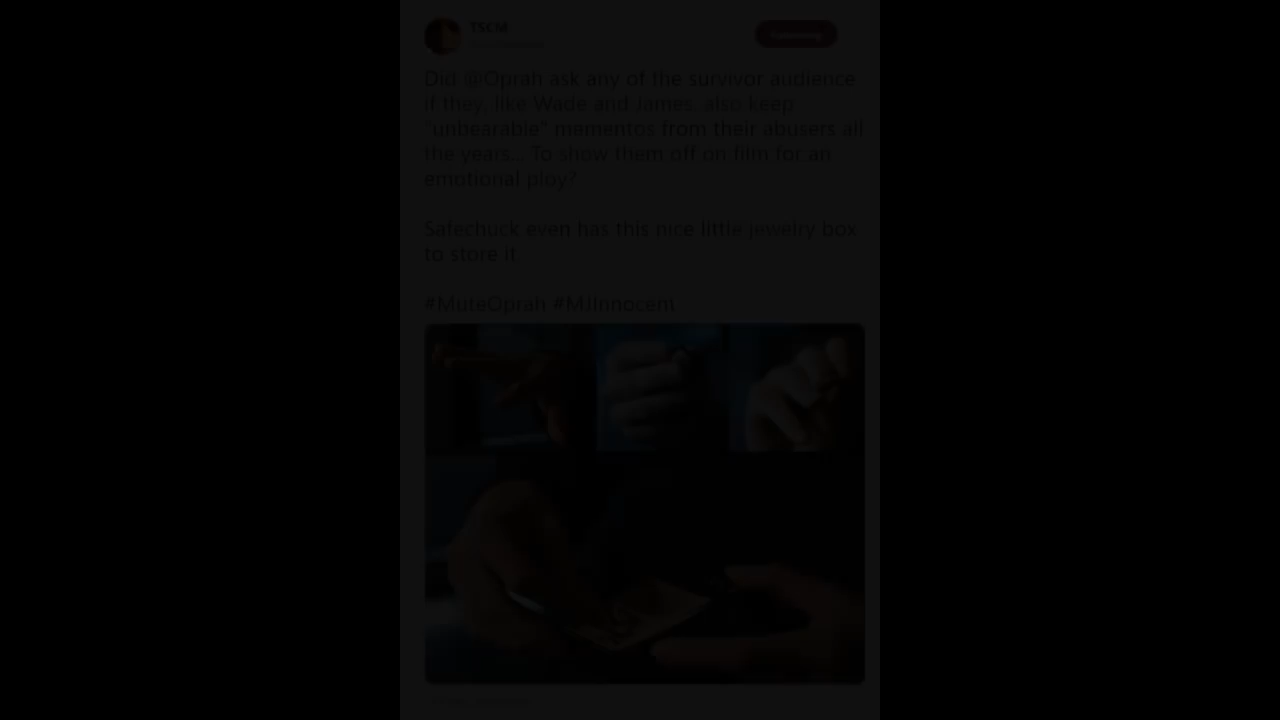 TSCM
Did @Oprah ask any of the survivor audience
if they, like Wade and James, also keep
"unbearable" mementos from their abusers all
the years... To show them off on film for an
emotional ploy?
Safechuck even has this nice little jewelry box
to store it.
#MuteOprah #MJInnocent